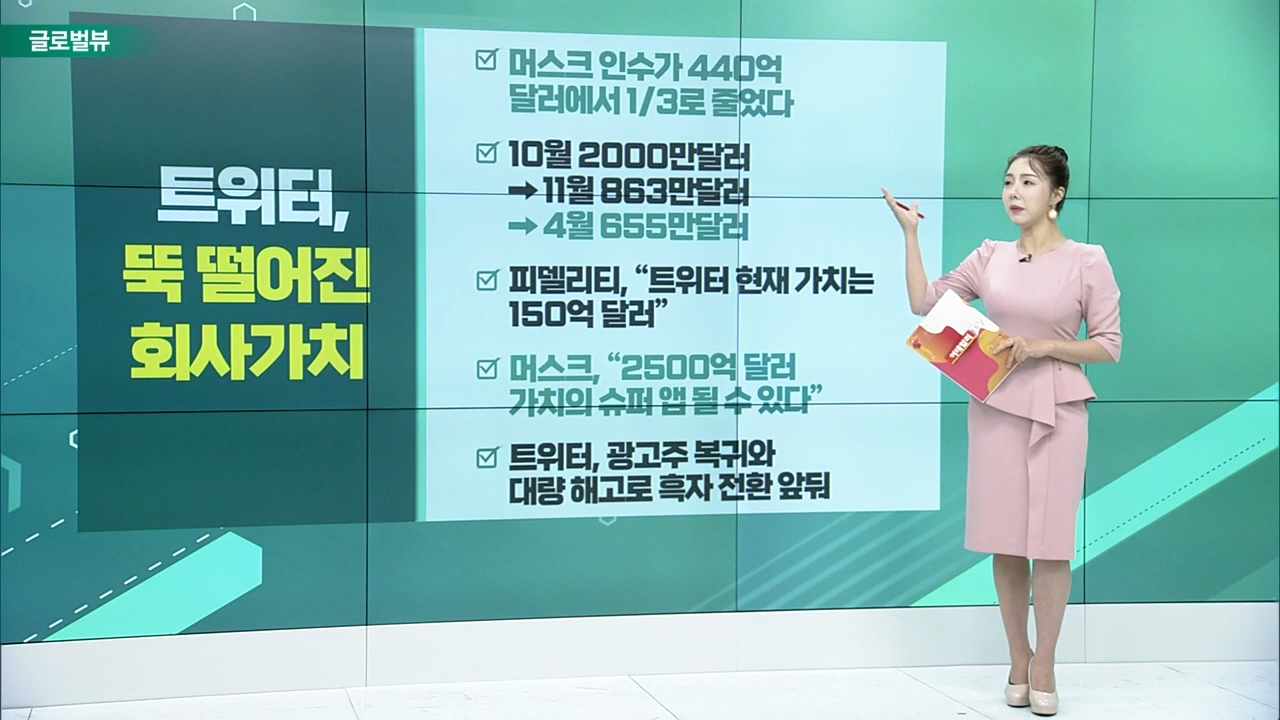 글로벌뷰
트위터,
뚝 떨어진
회사가치
머스크 인수가 440억
달러에서 1/3로 줄었다
10월 2000만달러
➡11월 863만달러
➡4월 655만달러
피델리티, “트위터 현재 가치는
150억 달러”
머스크, “2500억 달러
가치의 슈퍼 앱 될 수 있다”
트위터, 광고주 복귀와
대량 해고로 흑자 전환 앞둬